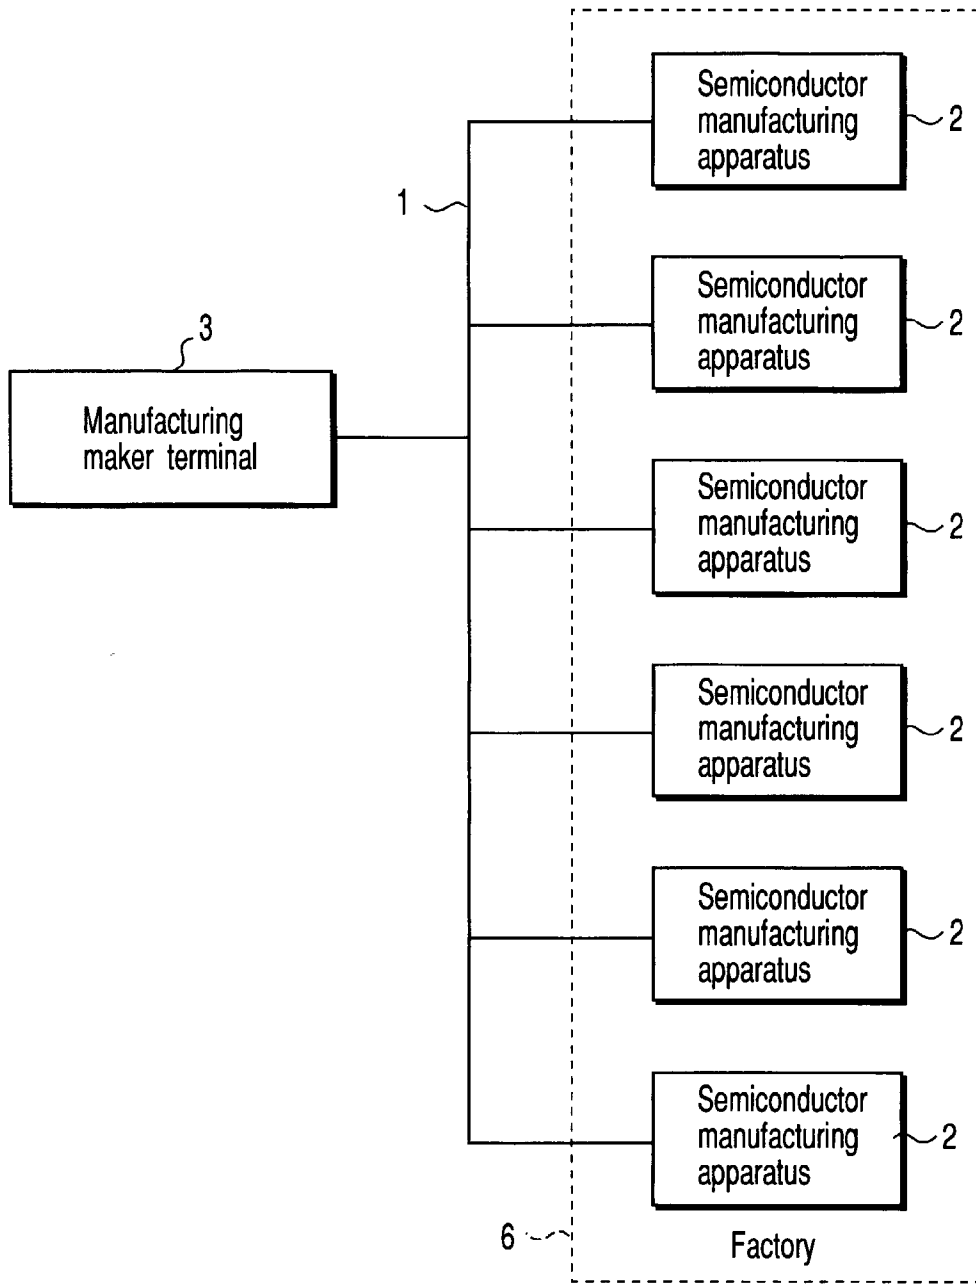 Semiconductor
manufacturing
apparatus
2
1
Semiconductor
manufacturing
apparatus
2
3
Manufacturing
maker terminal
Semiconductor
manufacturing
apparatus
2
Semiconductor
manufacturing
apparatus
2
Semiconductor
manufacturing
apparatus
2
Semiconductor
manufacturing
apparatus
2
6
Factory